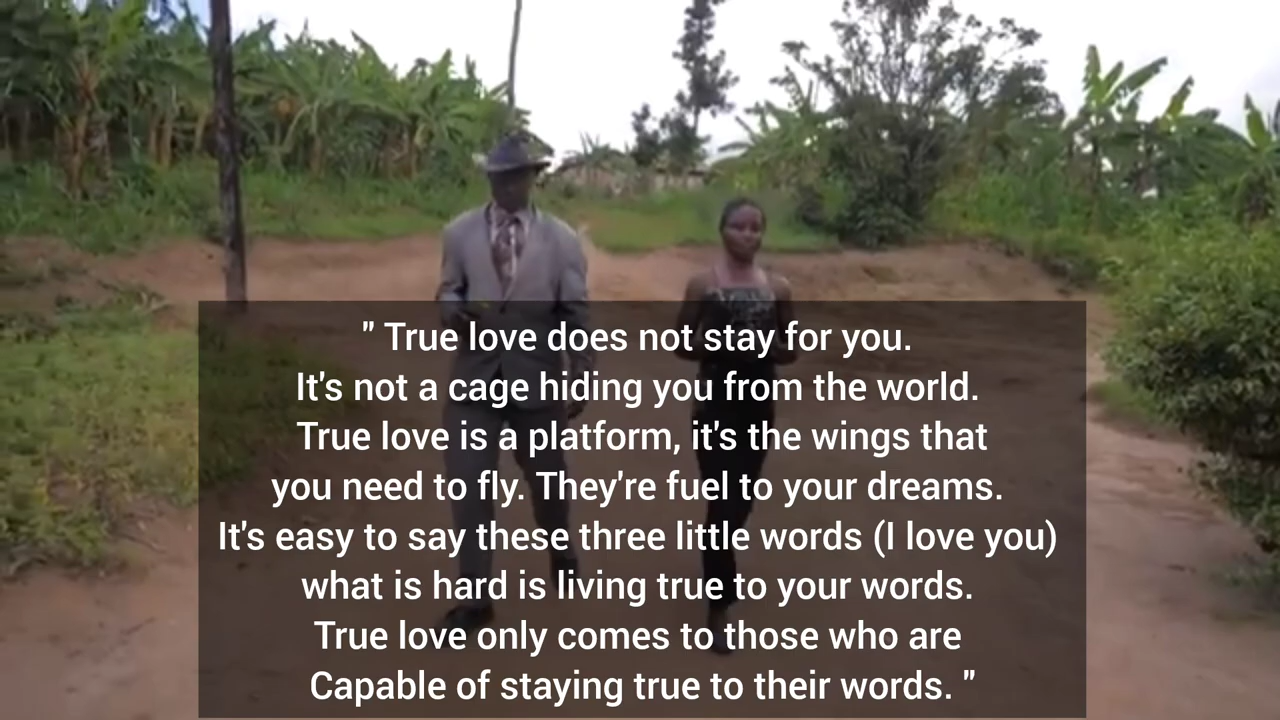 " True love does not stay for you.
It's not a cage hiding you from the world.
True love is a platform, it's the wings that
you need to fly. They're fuel to your dreams.
It's easy to say these three little words (I love you)
what is hard is living true to your words.
True love only comes to those who are
Capable of staying true to their words. "